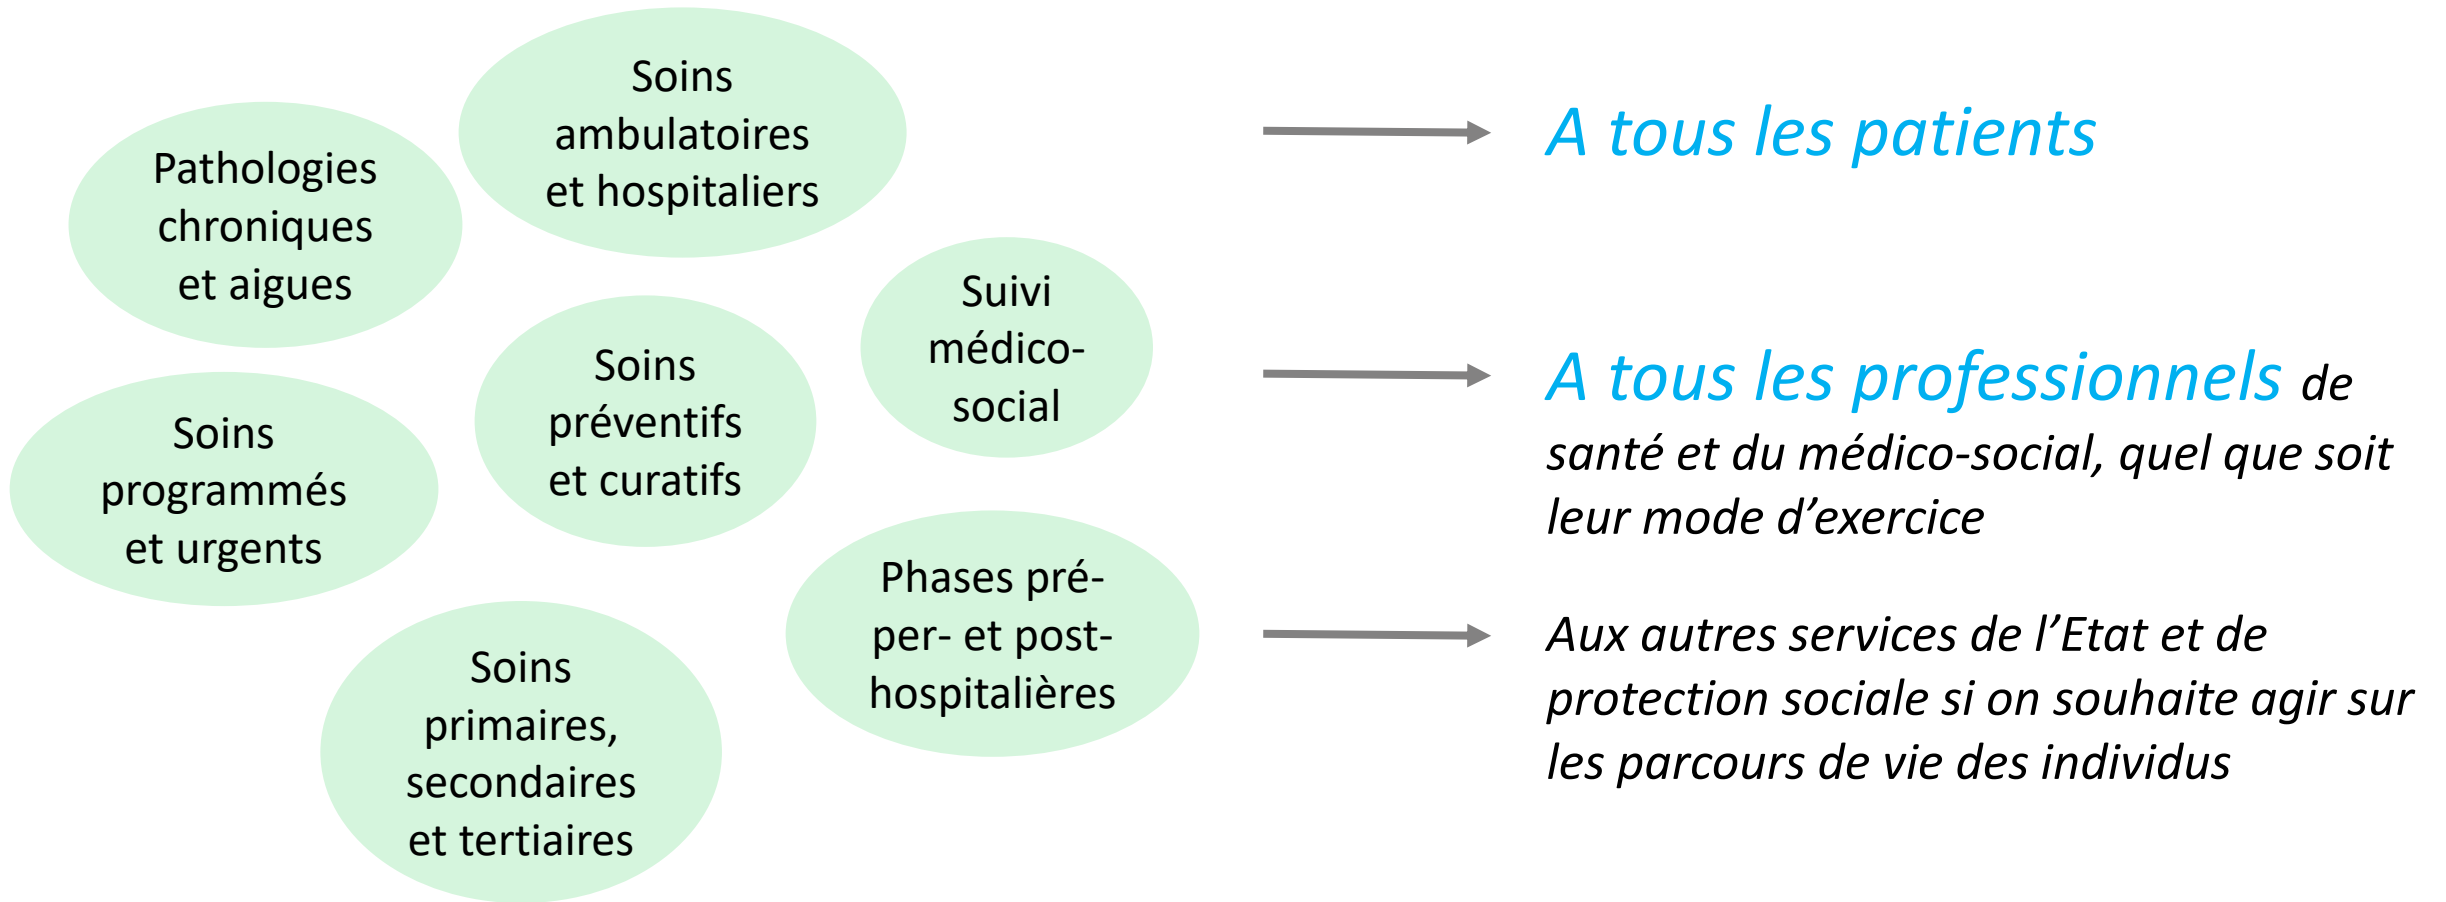 Soins
ambulatoires
et hospitaliers
Pathologies
chroniques
et aigues
Suivi
médico-
social
Soins
préventifs
et curatifs
Soins
programmés
et urgents
Phases pré-
per- et post-
hospitalières
Soins
primaires,
secondaires
et tertiaires
A tous les patients
A tous les professionnels de
santé et du médico-social, quel que soit
leur mode d’exercice
Aux autres services de l’Etat et de
protection sociale si on souhaite agir sur
les parcours de vie des individus